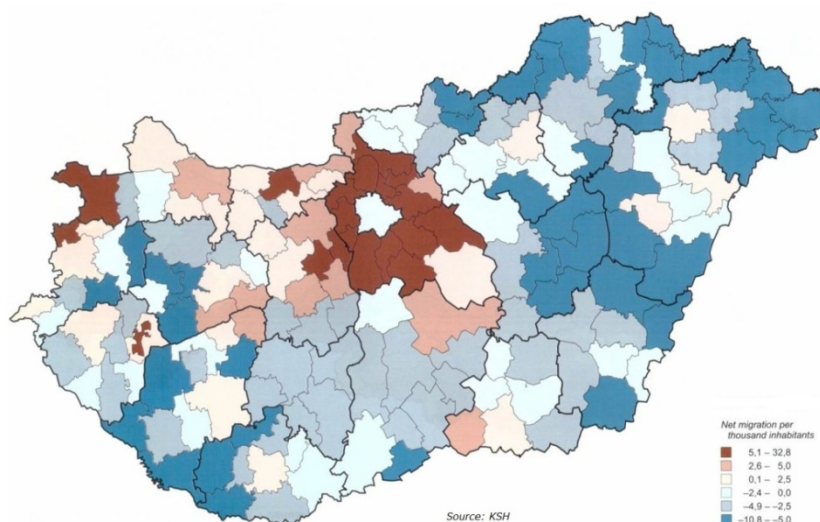 Net migration per
thousand inhabitants
5,1 – 32,8
2,6 – 5,0
0,1 – 2,5
–2,4 – 0,0
–4,9 – –2,5
–10,8 – –5,0
Source: KSH